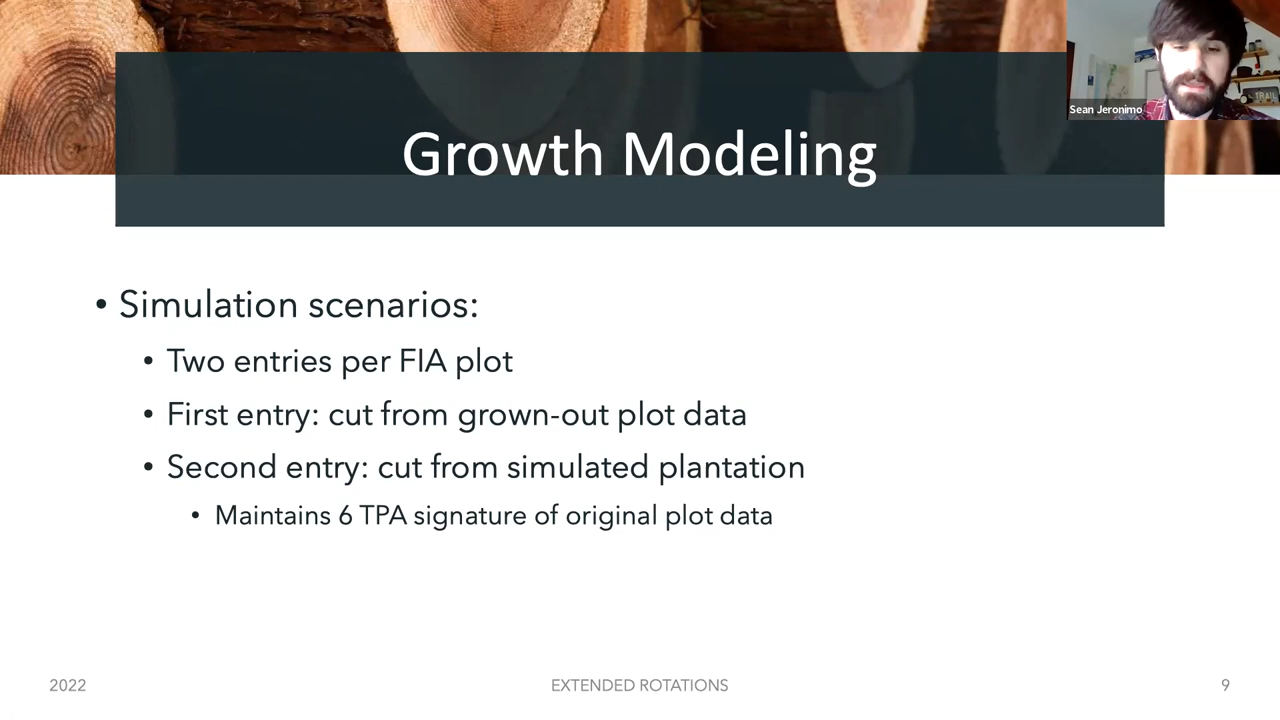 Sean Jeronimo
TRAIL
Growth Modeling
• Simulation scenarios:
• Two entries per FIA plot
• First entry: cut from grown-out plot data
• Second entry: cut from simulated plantation
• Maintains 6 TPA signature of original plot data
2022
EXTENDED ROTATIONS
9